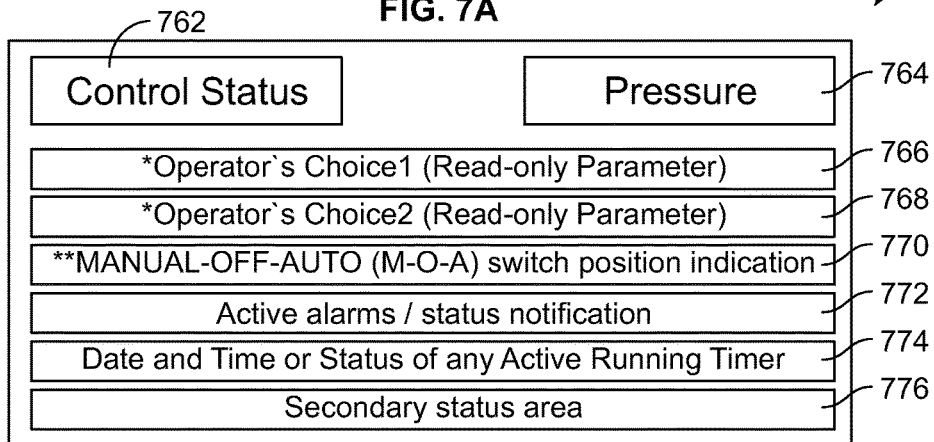 FIG. 7A
762
Control Status
Pressure
764
*Operator`s Choice1 (Read-only Parameter)
766
*Operator`s Choice2 (Read-only Parameter)
768
**MANUAL-OFF-AUTO (M-O-A) switch position indication
770
Active alarms / status notification
772
Date and Time or Status of any Active Running Timer
774
Secondary status area
776